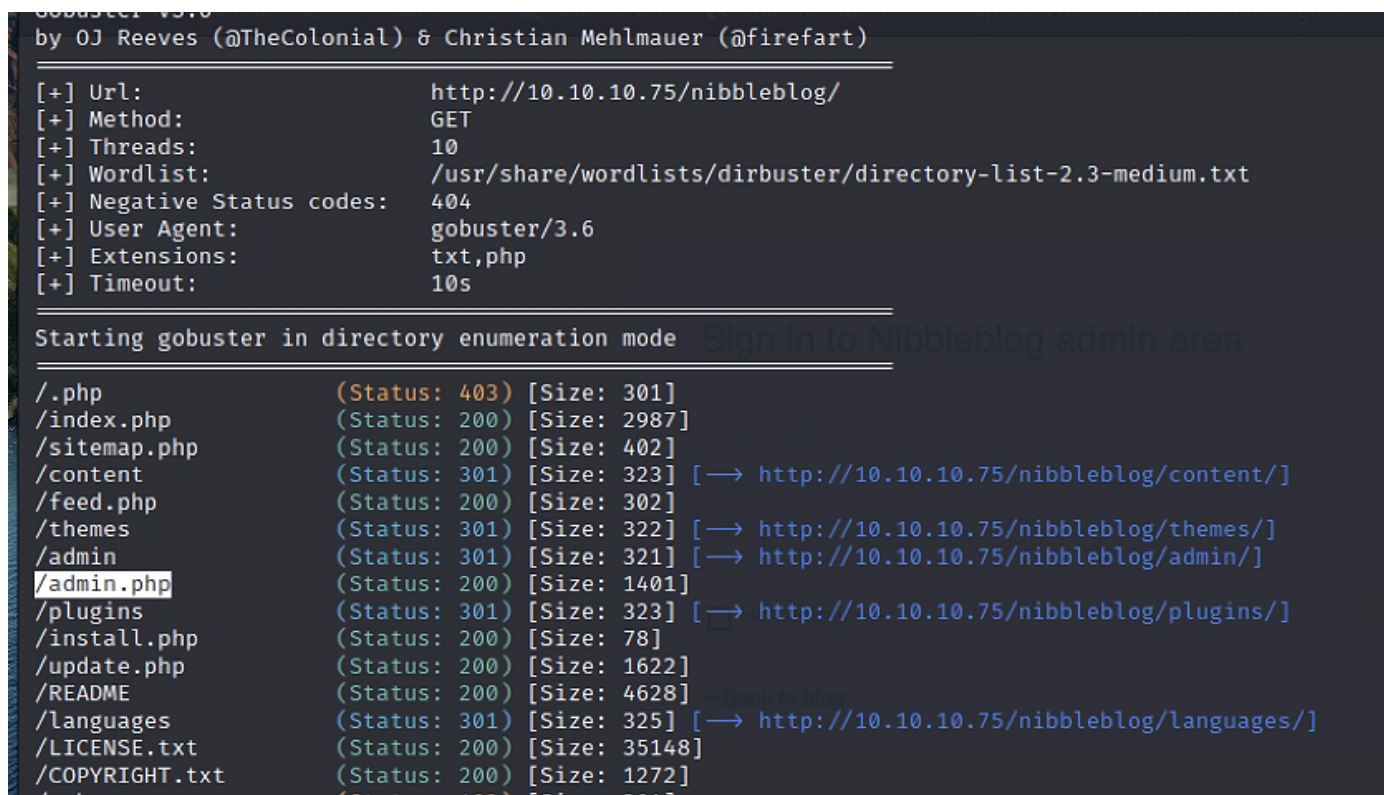 Gobuster v3.6
by OJ Reeves (@TheColonial) & Christian Mehlmauer (@firefart)
[+] Url: http://10.10.10.75/nibbleblog/
[+] Method: GET
[+] Threads: 10
[+] Wordlist: /usr/share/wordlists/dirbuster/directory-list-2.3-medium.txt
[+] Negative Status codes: 404
[+] User Agent: gobuster/3.6
[+] Extensions: txt,php
[+] Timeout: 10s
Starting gobuster in directory enumeration mode
Sign in to Nibbleblog admin area
/.php (Status: 403) [Size: 301]
/index.php (Status: 200) [Size: 2987]
/sitemap.php (Status: 200) [Size: 402]
/content (Status: 301) [Size: 323] [--> http://10.10.10.75/nibbleblog/content/]
/feed.php (Status: 200) [Size: 302]
/themes (Status: 301) [Size: 322] [--> http://10.10.10.75/nibbleblog/themes/]
/admin (Status: 301) [Size: 321] [--> http://10.10.10.75/nibbleblog/admin/]
/admin.php (Status: 200) [Size: 1401]
/plugins (Status: 301) [Size: 323] [--> http://10.10.10.75/nibbleblog/plugins/]
/install.php (Status: 200) [Size: 78]
/update.php (Status: 200) [Size: 1622]
/README (Status: 200) [Size: 4628]
←Back to blog
/languages (Status: 301) [Size: 325] [--> http://10.10.10.75/nibbleblog/languages/]
/LICENSE.txt (Status: 200) [Size: 35148]
/COPYRIGHT.txt (Status: 200) [Size: 1272]